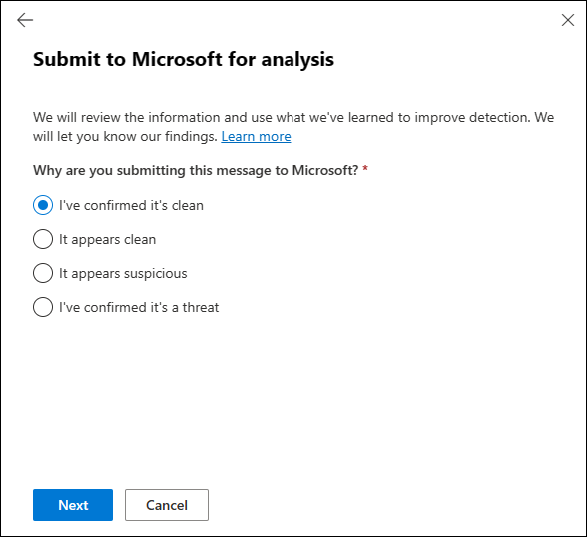 Submit to Microsoft for analysis
We will review the information and use what we've learned to improve detection. We
will let you know our findings. Learn more
Why are you submitting this message to Microsoft? *
I've confirmed it's clean
It appears clean
It appears suspicious
I've confirmed it's a threat
Next
Cancel